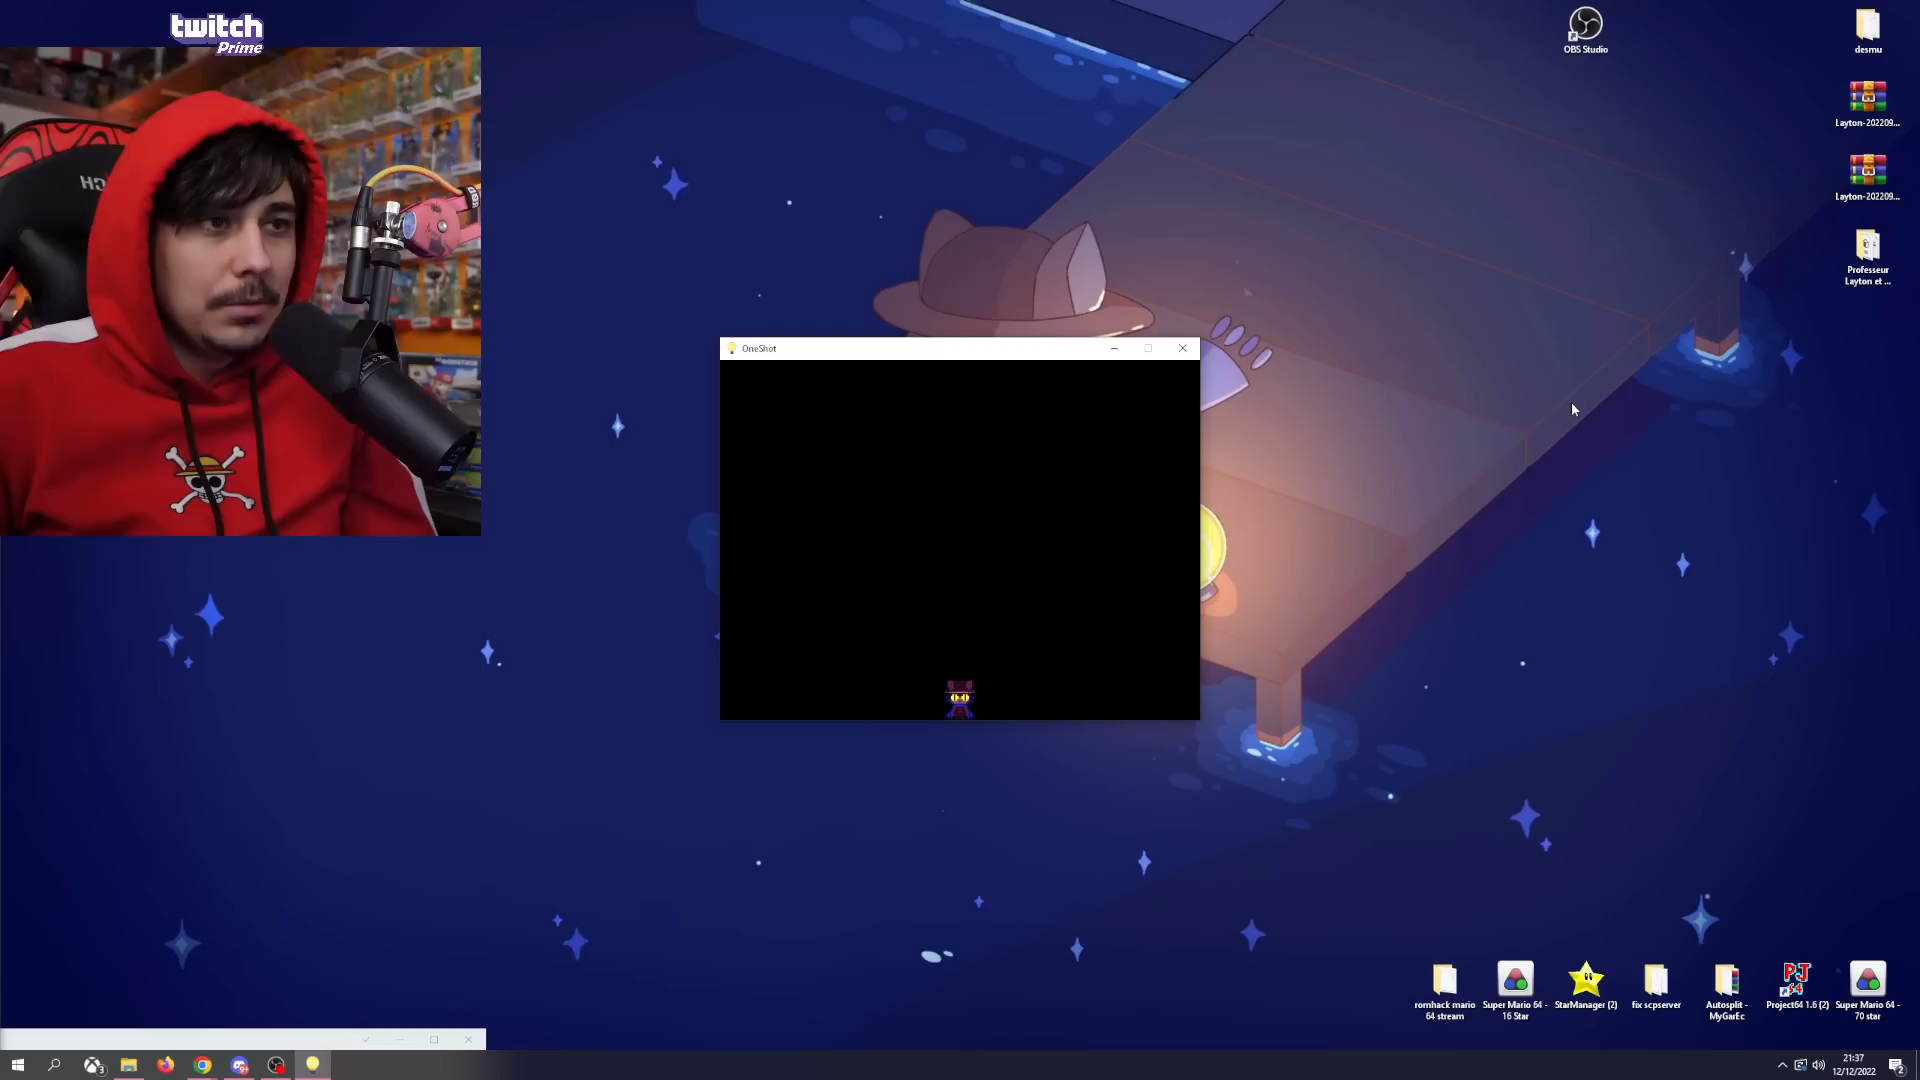 twitch
Prime
OBS Studio
desmu
Layton-202209...
Layton-202209...
Professeur
Layton et ...
OneShot
romhack mario
64 stream
Super Mario 64 -
16 Star
StarManager (2)
fix scpserver
Autosplit -
MyGarEc
Project64 1.6 (2)
Super Mario 64 -
70 star
21:37
12/12/2022